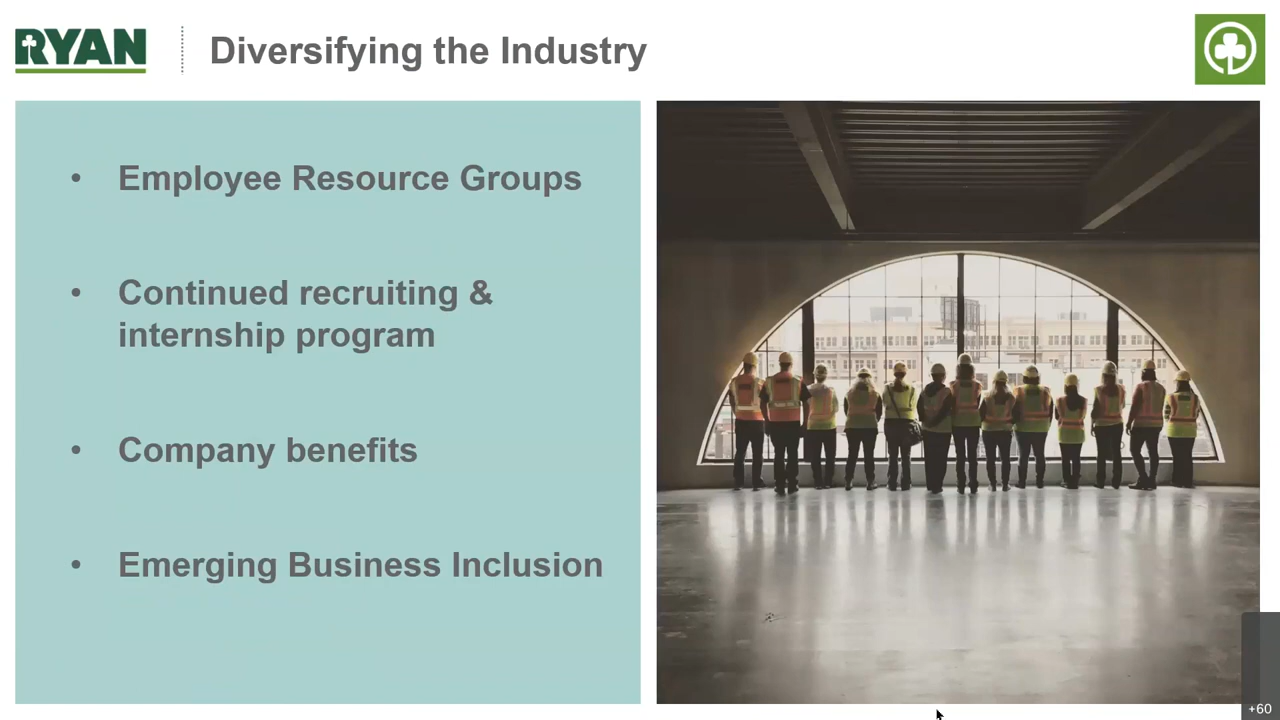 RYAN
Diversifying the Industry
• Employee Resource Groups
• Continued recruiting &
internship program
• Company benefits
• Emerging Business Inclusion
+60